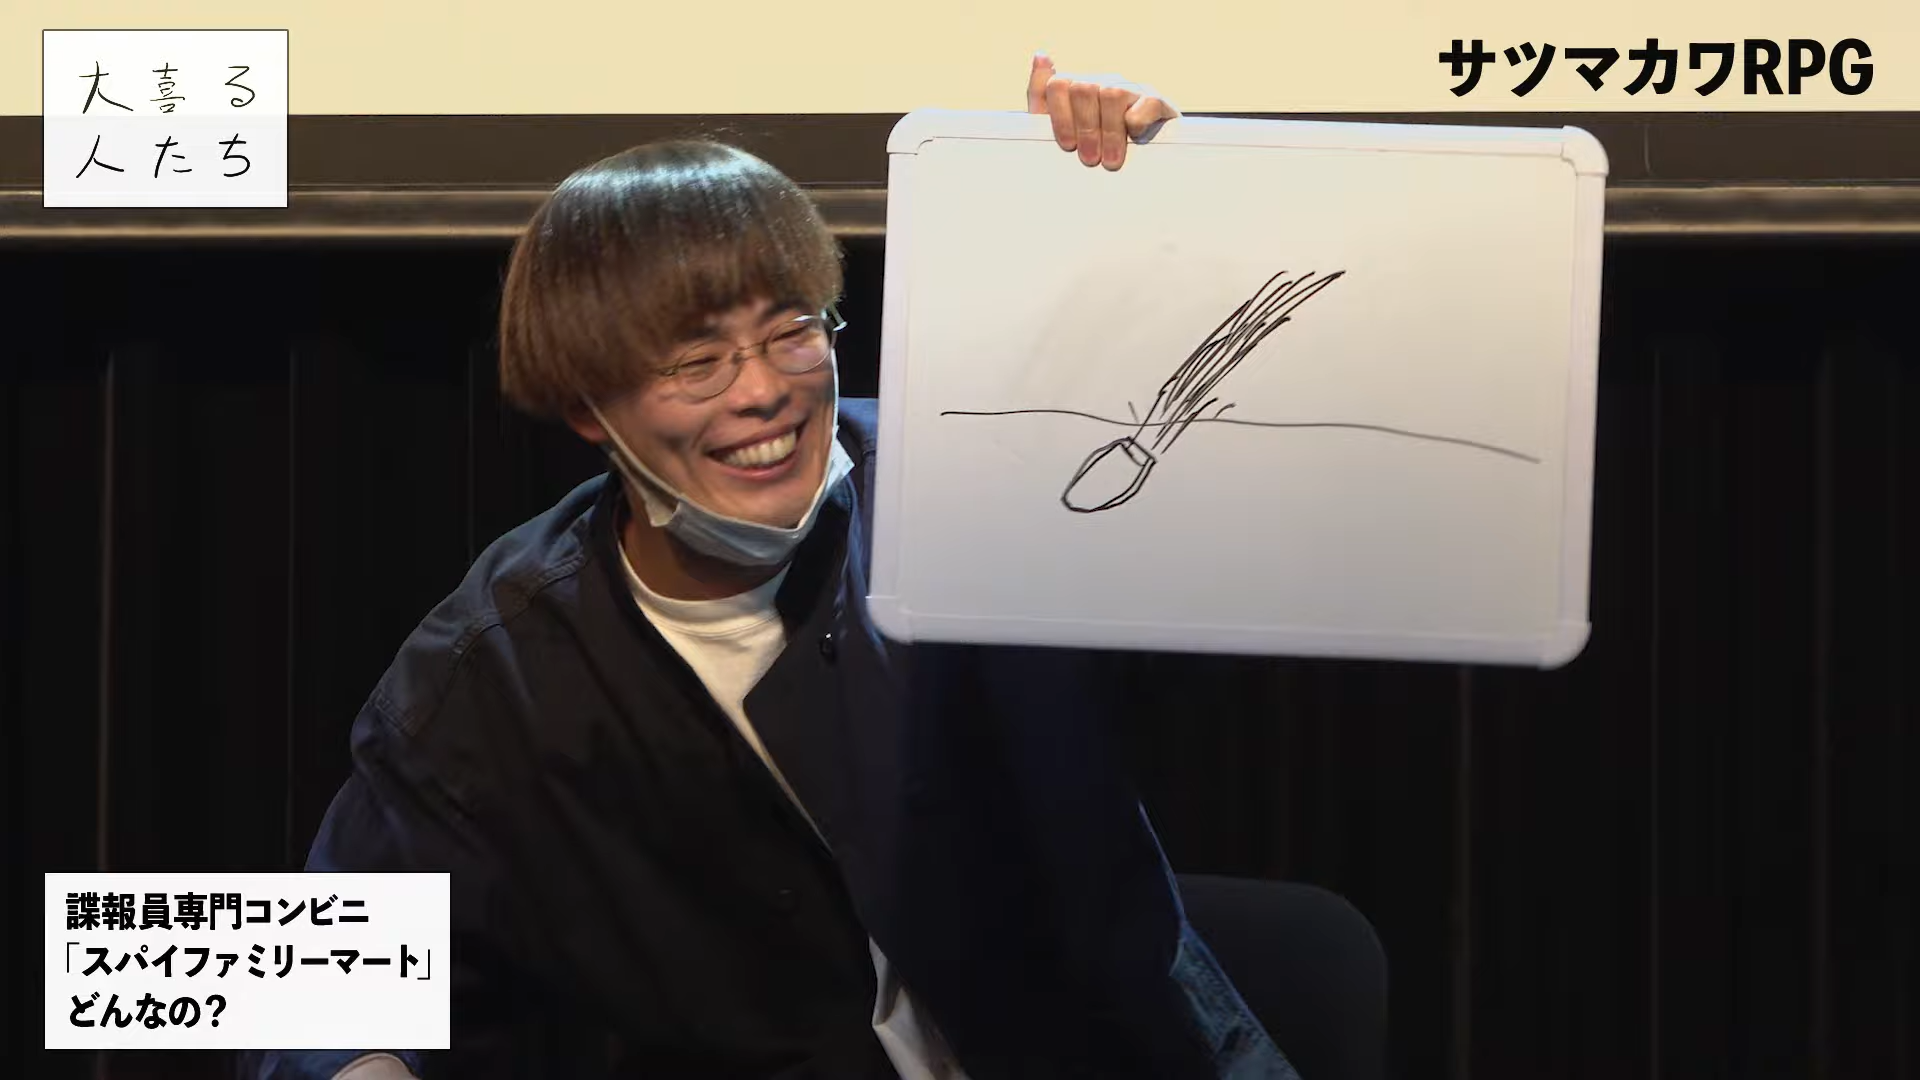 大喜る
人たち
サツマカワRPG
諜報員専門コンビニ
「スパイファミリーマート」
どんなの？